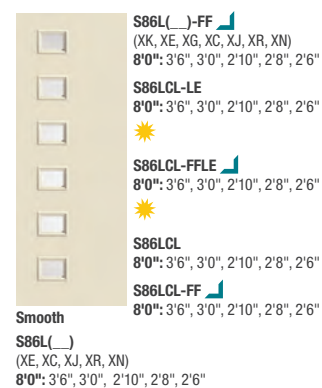 S86L(__)-FF
(XK, XE, XG, XC, XJ, XR, XN)
8'0": 3'6", 3'0", 2'10", 2'8", 2'6"
S86LCL-LE
8'0": 3'6", 3'0", 2'10", 2'8", 2'6"
S86LCL-FFLE
8'0": 3'6", 3'0", 2'10", 2'8", 2'6"
S86LCL
8'0": 3'6", 3'0", 2'10", 2'8", 2'6"
S86LCL-FF
8'0": 3'6", 3'0", 2'10", 2'8", 2'6"
Smooth
S86L(__)
(XE, XC, XJ, XR, XN)
8'0": 3'6", 3'0", 2'10", 2'8", 2'6"